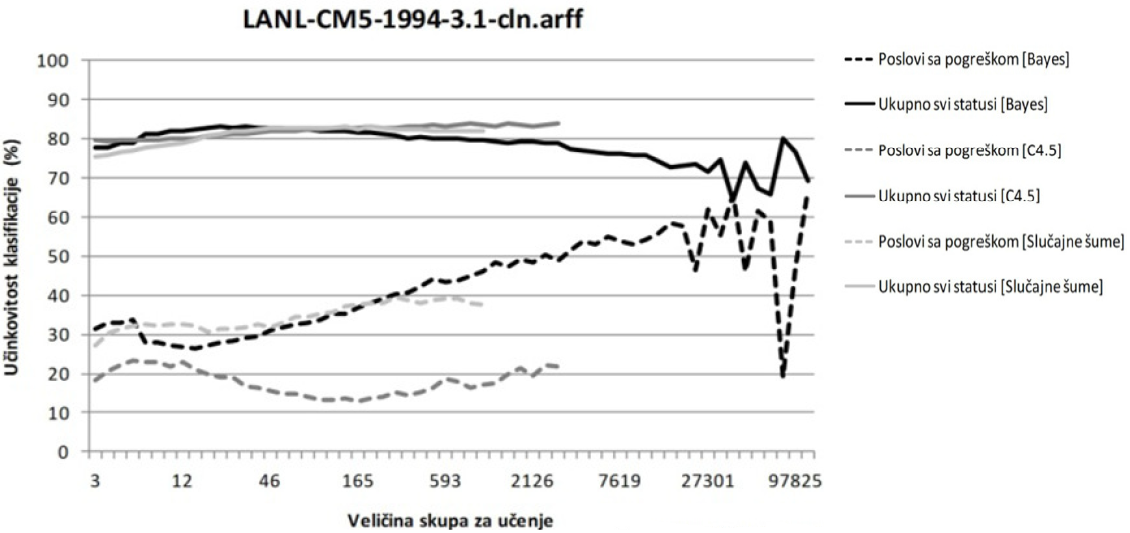 LANL-CM5-1994-3.1-cln.arff
Učinkovitost klasifikacije (%)
100
90
80
70
60
50
40
30
20
10
0
3 12 46 165 593 2126 7619 27301 97825
Veličina skupa za učenje
Poslovi sa pogreškom [Bayes]
Ukupno svi statusi [Bayes]
Poslovi sa pogreškom [C4.5]
Ukupno svi statusi [C4.5]
Poslovi sa pogreškom [Slučajne šume]
Ukupno svi statusi [Slučajne šume]